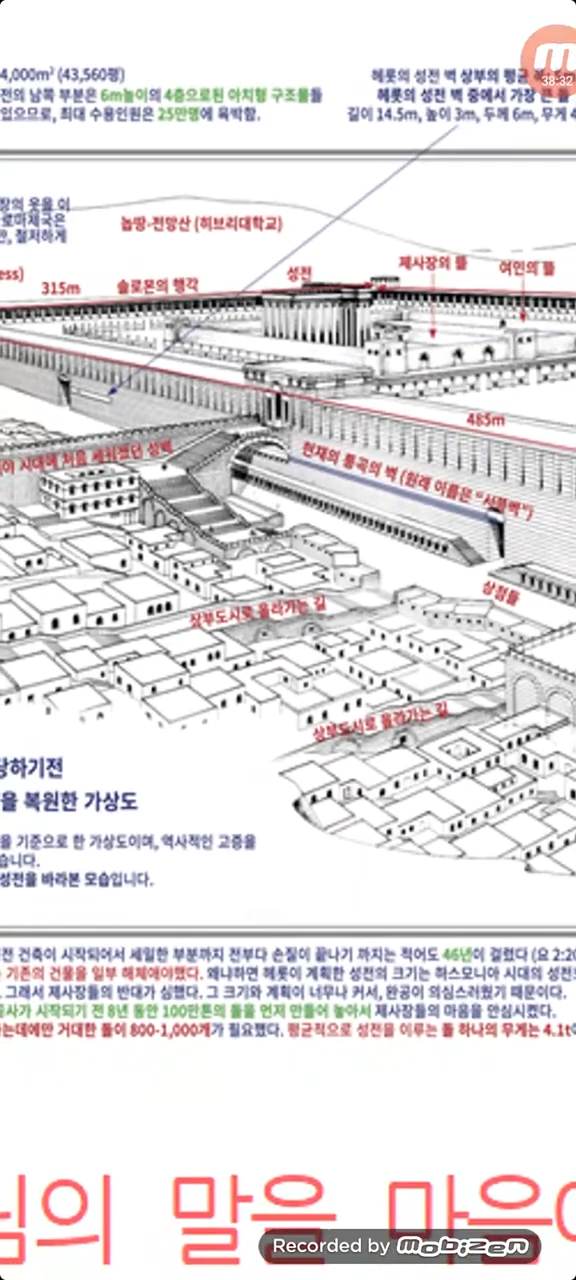 4,000m² (43,560평)
전의 남쪽 부분은 6m높이의 4층으로된 아치형 구조물들
있으므로, 최대 수용인원은 25만명에 육박함.
헤롯의 성전 벽 상부의 평균
헤롯의 성전 벽 중에서 가장 큰 돌
길이 14.5m, 높이 3m, 두께 6m, 무게 4
38:32
장의 옷을 이
로마제국은
안, 철저하게
놉땅-전망산 (히브리대학교)
ess)
315m
솔로몬의 행각
성전
제사장의 뜰
여인의 뜰
485m
시대에 처음 세워졌던 성벽
현재의 통곡의 벽 (원래 이름은 "서쪽벽")
상점들
상부도시로 올라가는 길
상부도시로 올라가는 길
당하기전
을 복원한 가상도
을 기준으로 한 가상도이며, 역사적인 고증을
습니다.
성전을 바라본 모습입니다.
전 건축이 시작되어서 세밀한 부분까지 전부다 손질이 끝나기 까지는 적어도 46년이 걸렸다 (요 2:20
기존의 건물을 일부 해체해야했다. 왜냐하면 헤롯이 계획한 성전의 크기는 하스모니아 시대의 성전
. 그래서 제사장들의 반대가 심했다. 그 크기와 계획이 너무나 커서, 완공이 의심스러웠기 때문이다.
공사가 시작되기 전 8년 동안 100만톤의 돌을 먼저 만들어 놓아서 제사장들의 마음을 안심시켰다.
는데에만 거대한 돌이 800-1,000개가 필요했다. 평균적으로 성전을 이루는 돌 하나의 무게는 4.1t
님의 말을 마음에
Recorded by mobizen